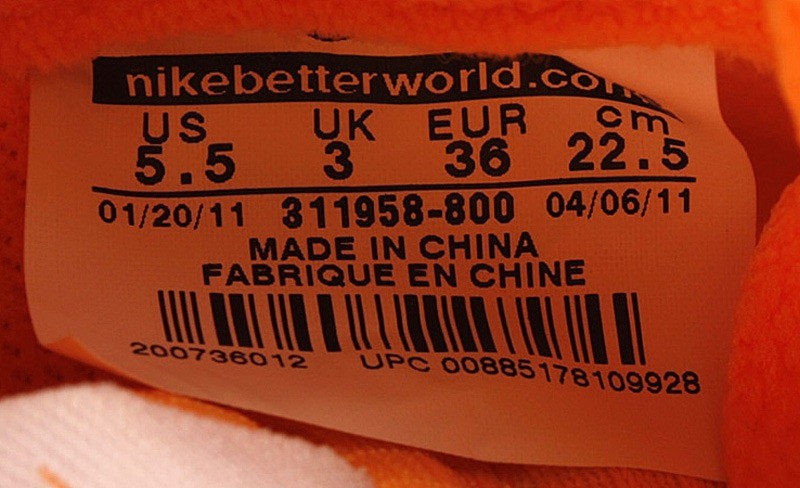 nikebetterworld.com
US UK EUR cm
5.5 3 36 22.5
01/20/11 311958-800 04/06/11
MADE IN CHINA
FABRIQUE EN CHINE
200736012 UPC 00885178109928